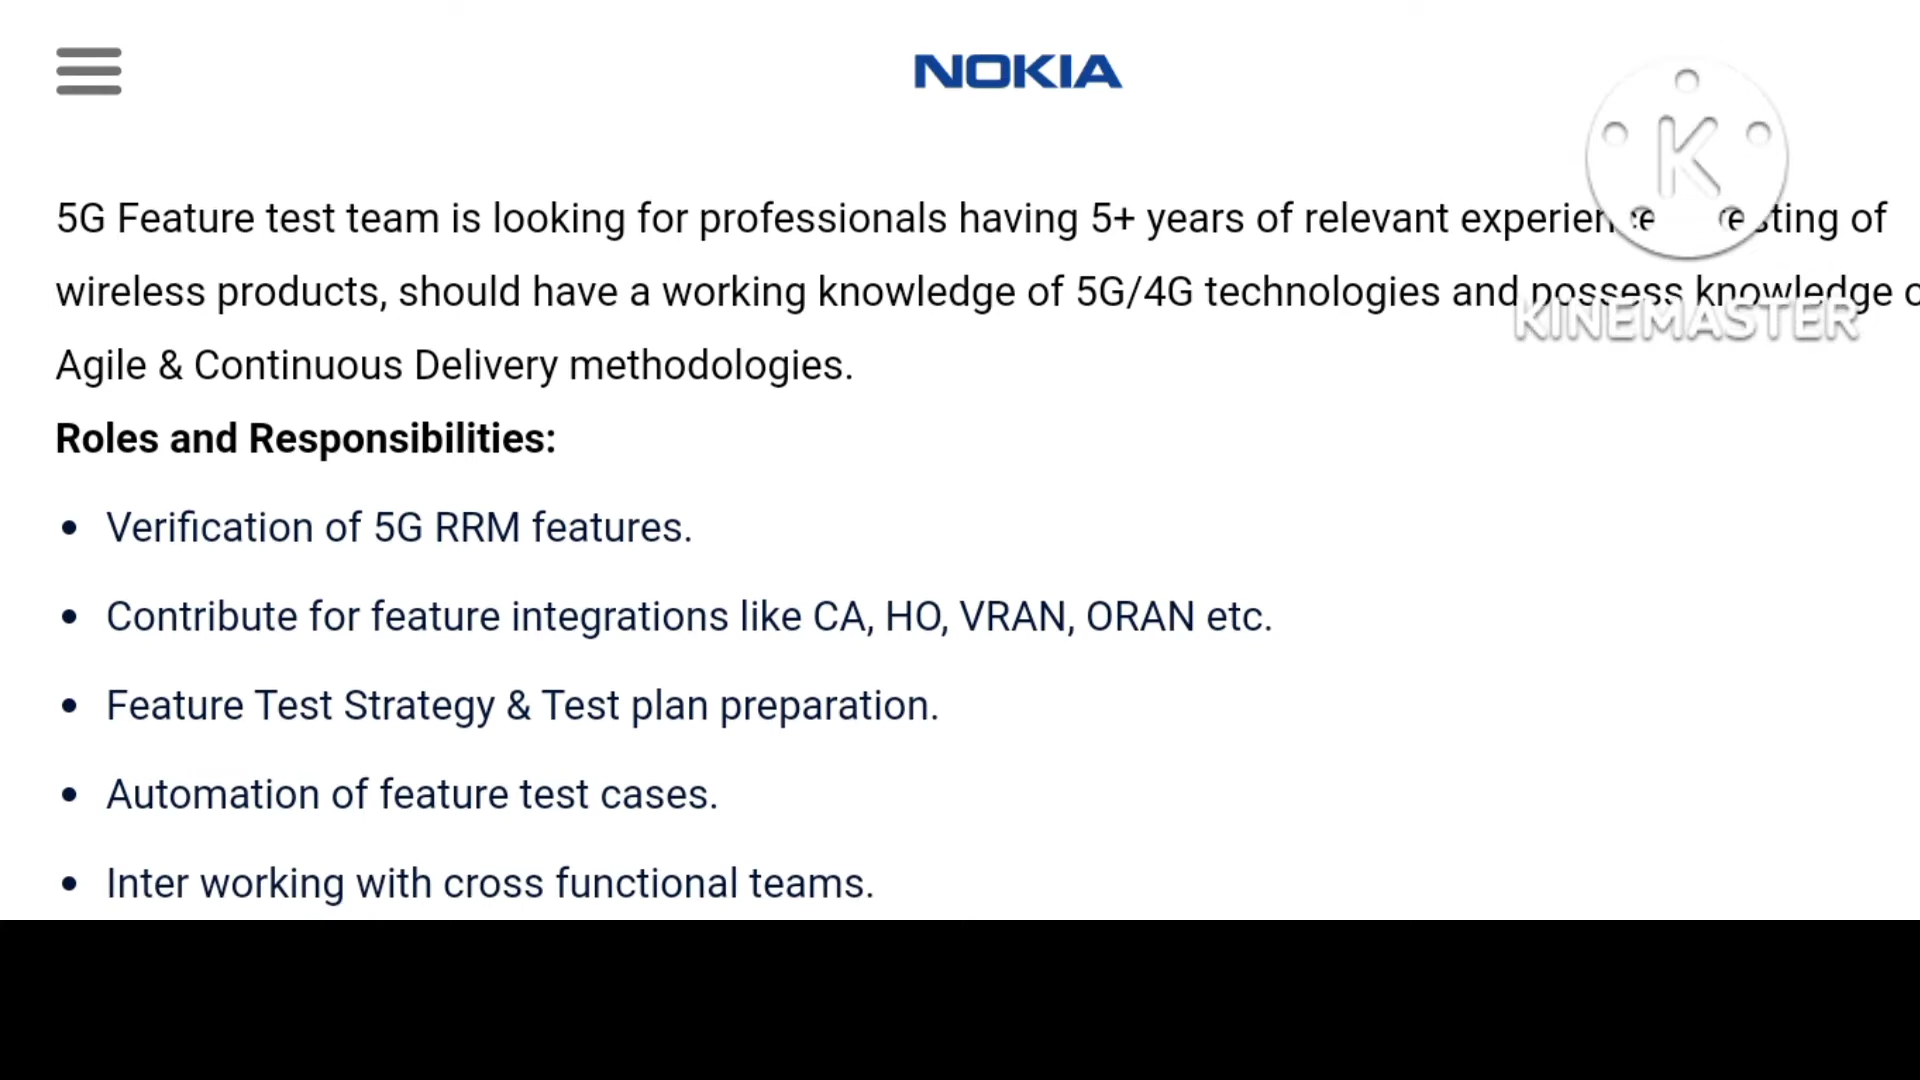 NOKIA
K
5G Feature test team is looking for professionals having 5+ years of relevant testing of
wireless products, should have a working knowledge of 5G/4G technologies and possess knowledge
KINEMASTER
Agile & Continuous Delivery methodologies.
Roles and Responsibilities:
• Verification of 5G RRM features.
• Contribute for feature integrations like CA, HO, VRAN, ORAN etc.
• Feature Test Strategy & Test plan preparation.
• Automation of feature test cases.
• Inter working with cross functional teams.